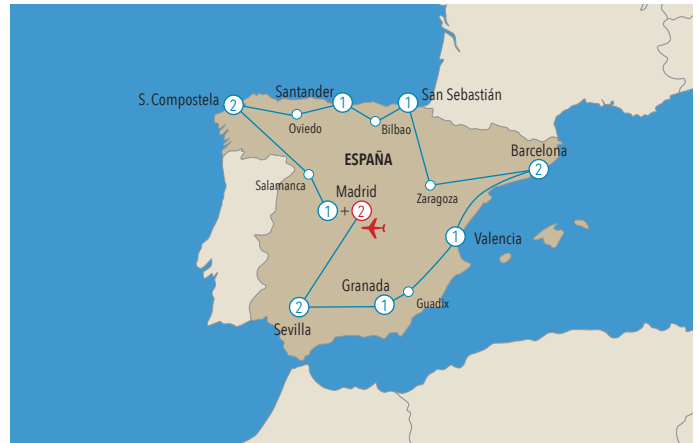 S. Compostela
2
Santander
1
San Sebastián
1
Oviedo
Bilbao
ESPAÑA
Barcelona
2
Salamanca
Zaragoza
Madrid
1 + 2
Valencia
1
Granada
1
Guadix
Sevilla
2